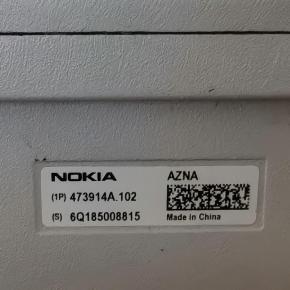 NOKIA
AZNA
(1P) 473914A.102
(S) 6Q185008815
Made in China